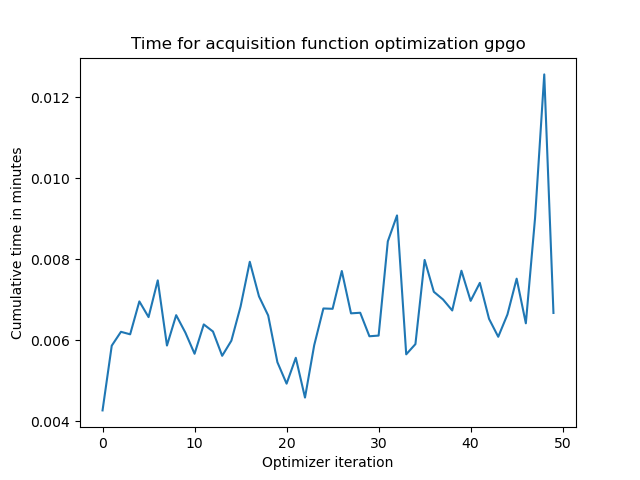 Time for acquisition function optimization gpgo
Cumulative time in minutes
0.012
0.010
0.008
0.006
0.004
0 10 20 30 40 50
Optimizer iteration